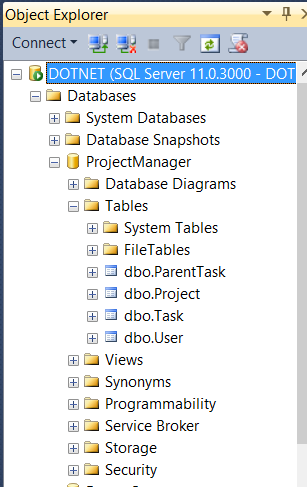 Object Explorer
Connect
DOTNET (SQL Server 11.0.3000 - DOT
Databases
System Databases
Database Snapshots
ProjectManager
Database Diagrams
Tables
System Tables
FileTables
dbo.ParentTask
dbo.Project
dbo.Task
dbo.User
Views
Synonyms
Programmability
Service Broker
Storage
Security